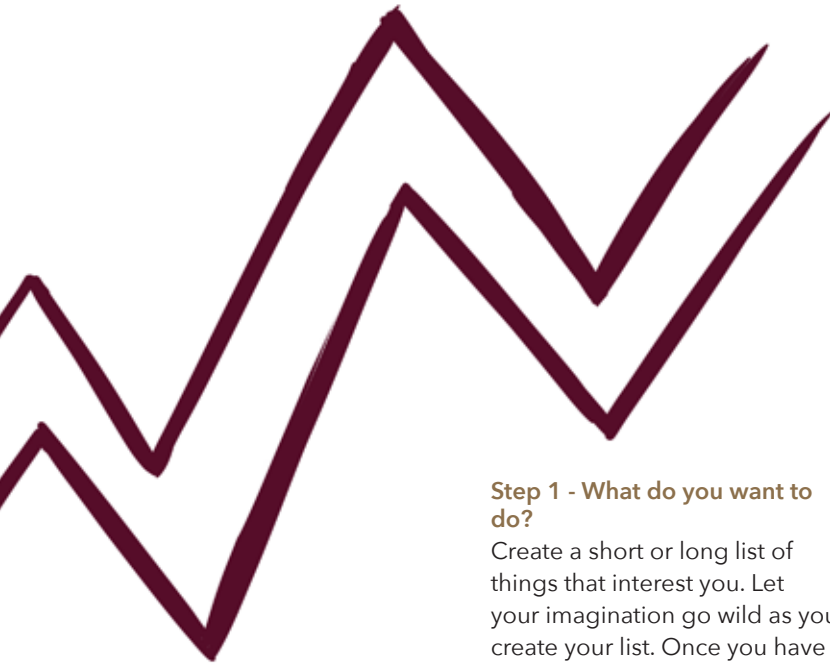 Step 1 - What do you want to
do?
Create a short or long list of
things that interest you. Let
your imagination go wild as you
create your list. Once you have